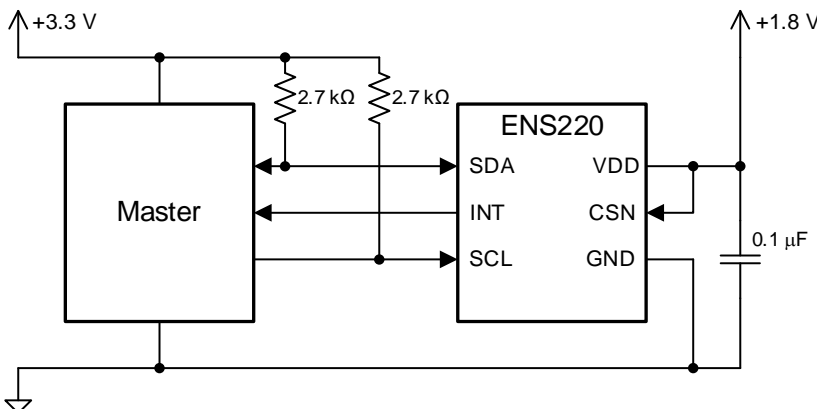 +3.3 V
+1.8 V
2.7 kΩ
2.7 kΩ
ENS220
Master
SDA
VDD
INT
CSN
SCL
GND
0.1 μF